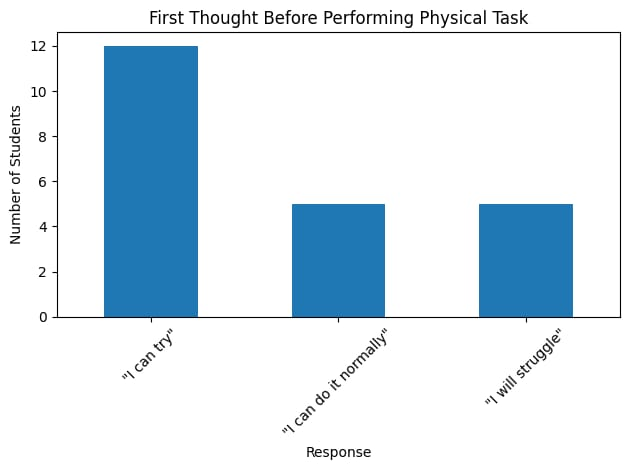 First Thought Before Performing Physical Task
12
10
8
6
4
2
0
Number of Students
"I can try"
"I can do it normally"
"I will struggle"
Response